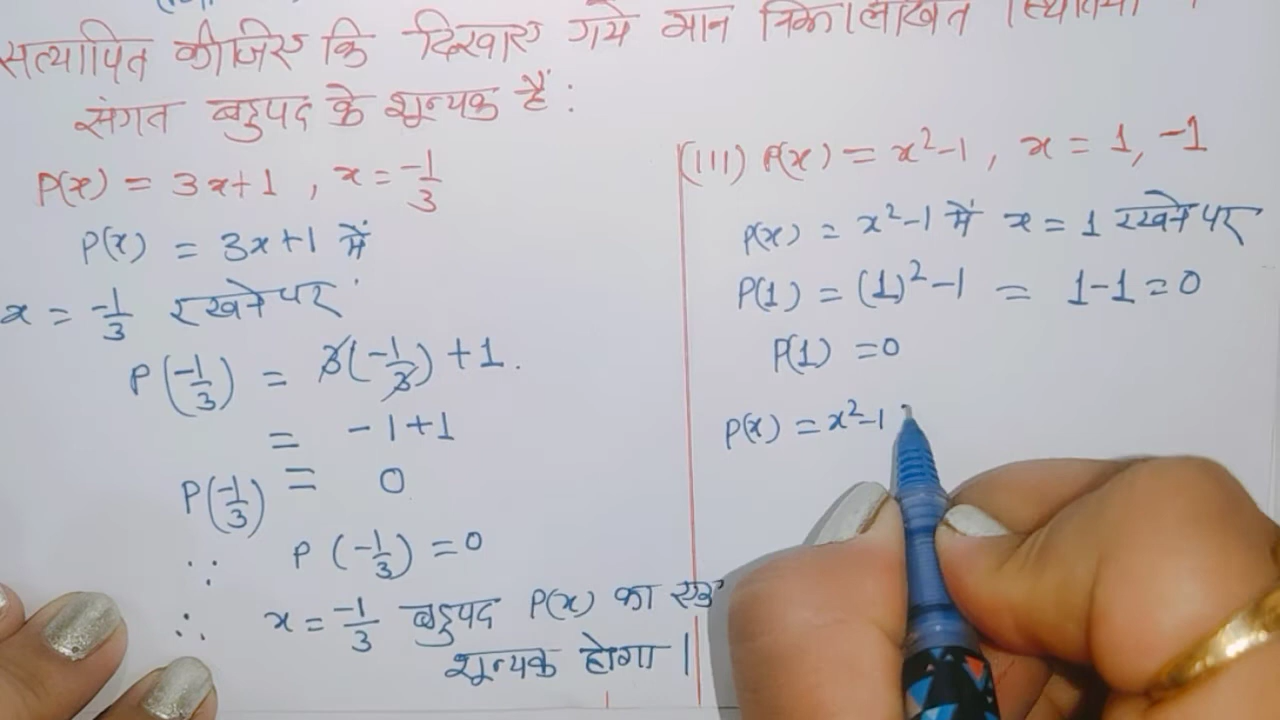 सत्यापित कीजिए कि दिखाए गये मान
संगत बहुपद के शून्यक हैं :
P(x) = 3x+1 , x = -1/3
P(x) = 3x+1 में
x = -1/3 रखने पर
P(-1/3) = 3(-1/3) +1.
= -1+1
P(-1/3) = 0
∵ P(-1/3) = 0
∴ x = -1/3 बहुपद P(x) का एक
शून्यक होगा ।
(III) P(x) = x²-1 , x = 1, -1
P(x) = x²-1 में x = 1 रखने पर
P(1) = (1)²-1 = 1-1=0
P(1) =0
P(x) = x²-1